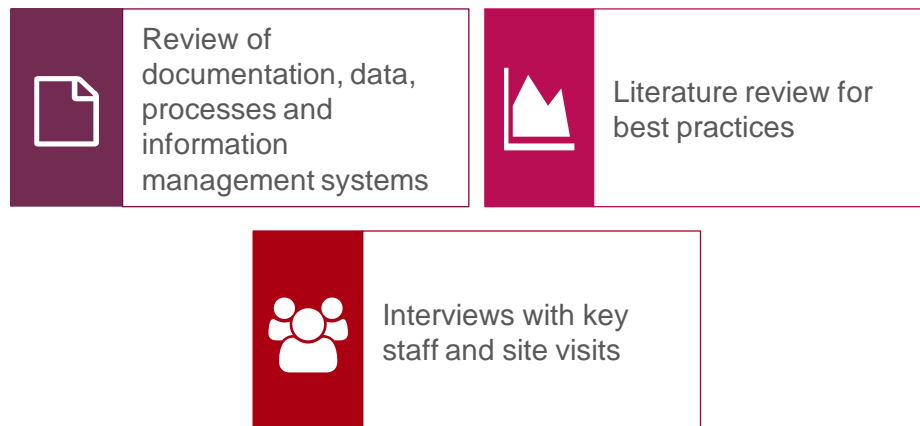 Review of
documentation, data,
processes and
information
management systems
Literature review for
best practices
Interviews with key
staff and site visits